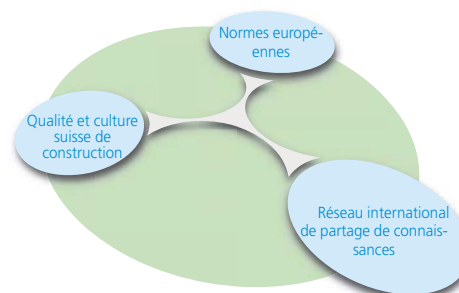 Normes europé-
ennes
Qualité et culture
suisse de
construction
Réseau international
de partage de connais-
sances